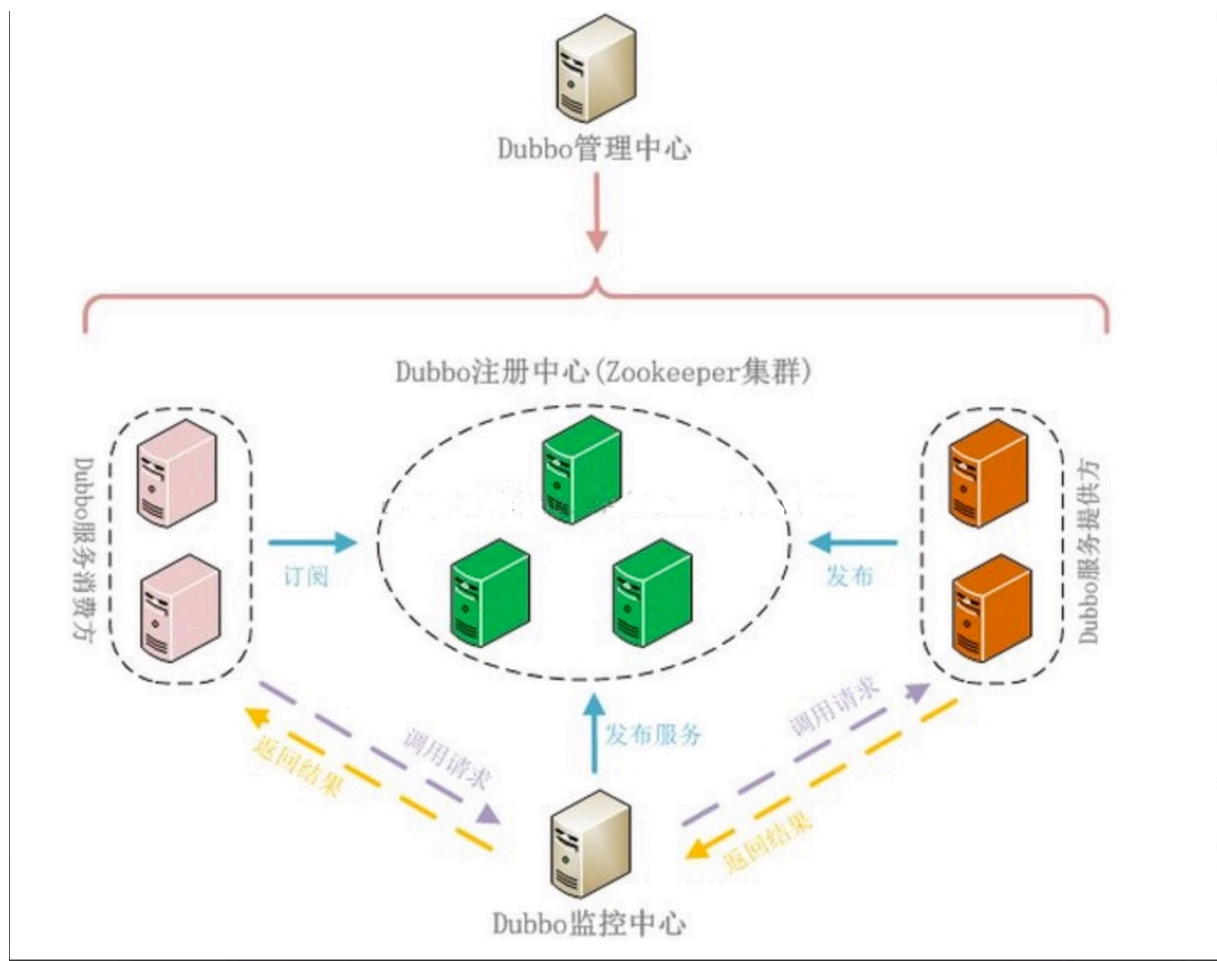 Dubbo管理中心
Dubbo注册中心(Zookeeper集群)
Dubbo服务消费方
订阅
发布
Dubbo服务提供方
调用请求
返回结果
发布服务
调用请求
返回结果
Dubbo监控中心